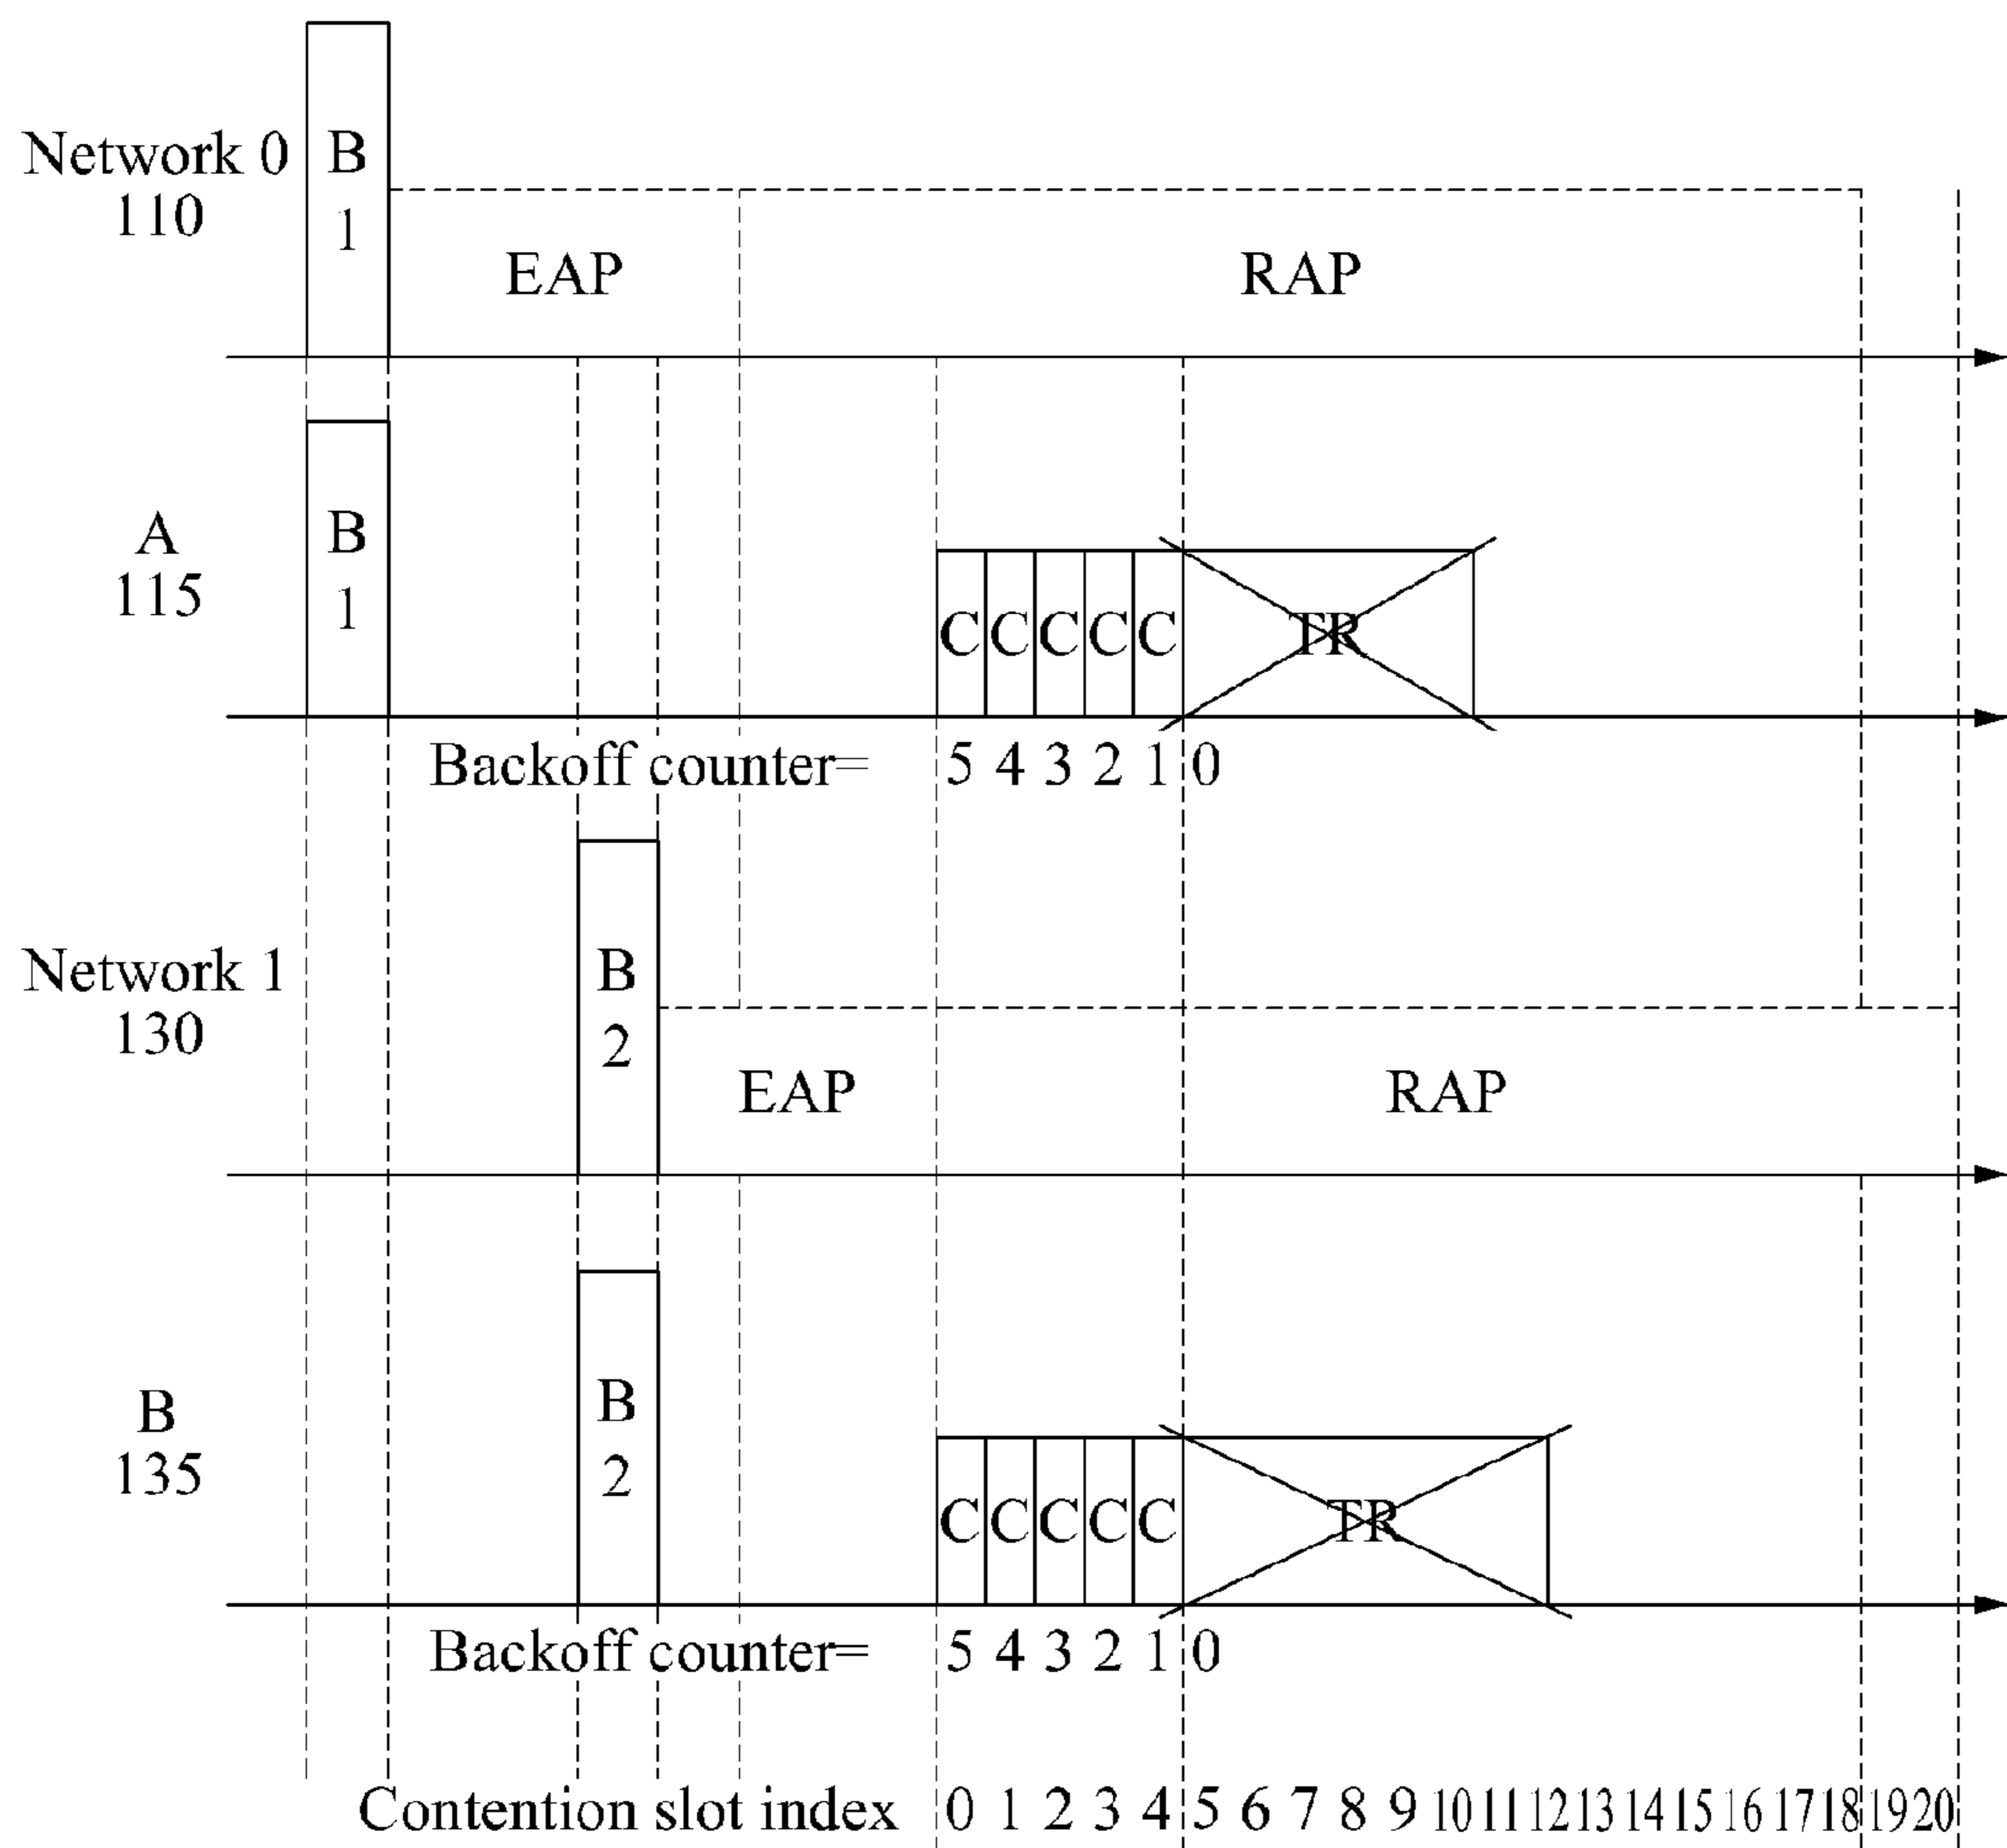 Network 0
110
B
1
EAP
RAP
A
115
B
1
C C C C C
TR
Backoff counter= 5 4 3 2 1 0
Network 1
130
B
2
EAP
RAP
B
135
B
2
C C C C C
TR
Backoff counter= 5 4 3 2 1 0
Contention slot index 0 1 2 3 4 5 6 7 8 9 10 11 12 13 14 15 16 17 18 19 20